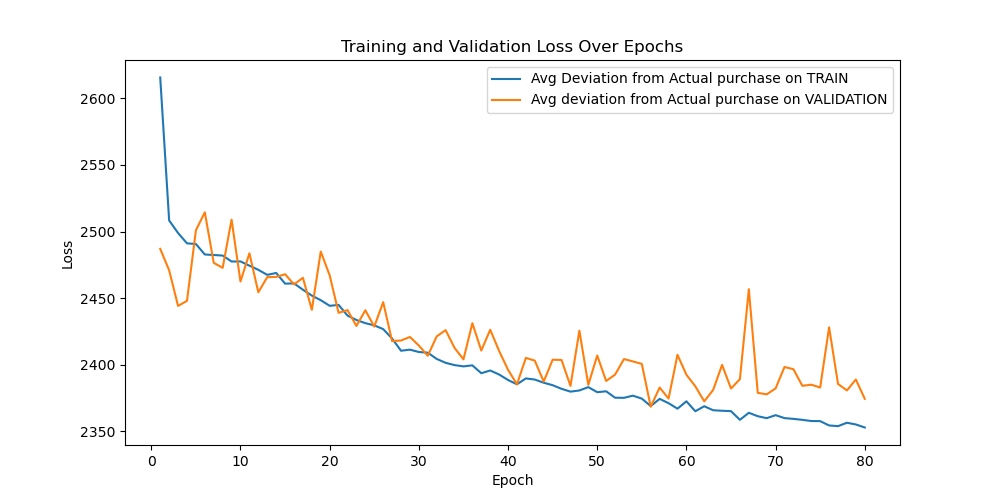 Training and Validation Loss Over Epochs
Avg Deviation from Actual purchase on TRAIN
Avg deviation from Actual purchase on VALIDATION
2600
2550
2500
2450
2400
2350
Loss
0 10 20 30 40 50 60 70 80
Epoch